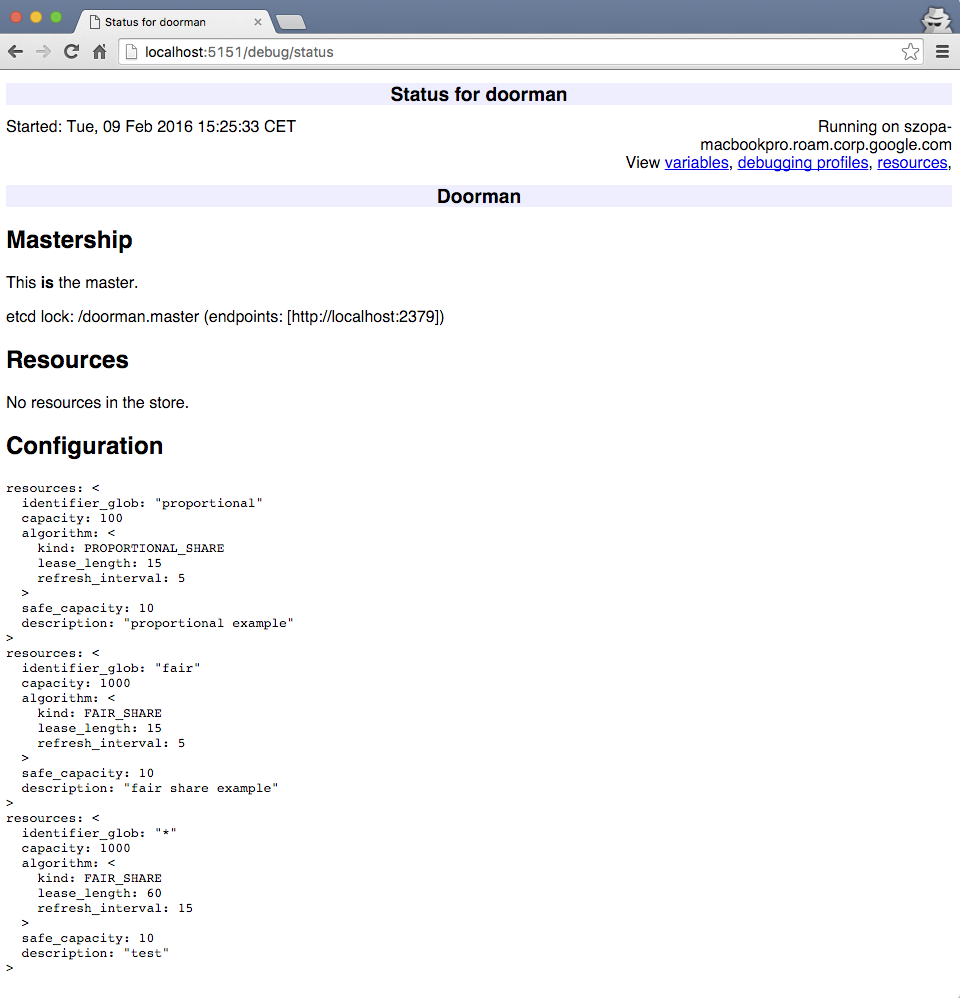 Status for doorman
localhost:5151/debug/status
Status for doorman
Started: Tue, 09 Feb 2016 15:25:33 CET
Running on szopa-
macbookpro.roam.corp.google.com
View variables, debugging profiles, resources,
Doorman
Mastership
This is the master.
etcd lock: /doorman.master (endpoints: [http://localhost:2379])
Resources
No resources in the store.
Configuration
resources: <
  identifier_glob: "proportional"
  capacity: 100
  algorithm: <
    kind: PROPORTIONAL_SHARE
    lease_length: 15
    refresh_interval: 5
  >
  safe_capacity: 10
  description: "proportional example"
>
resources: <
  identifier_glob: "fair"
  capacity: 1000
  algorithm: <
    kind: FAIR_SHARE
    lease_length: 15
    refresh_interval: 5
  >
  safe_capacity: 10
  description: "fair share example"
>
resources: <
  identifier_glob: "*"
  capacity: 1000
  algorithm: <
    kind: FAIR_SHARE
    lease_length: 60
    refresh_interval: 15
  >
  safe_capacity: 10
  description: "test"
>